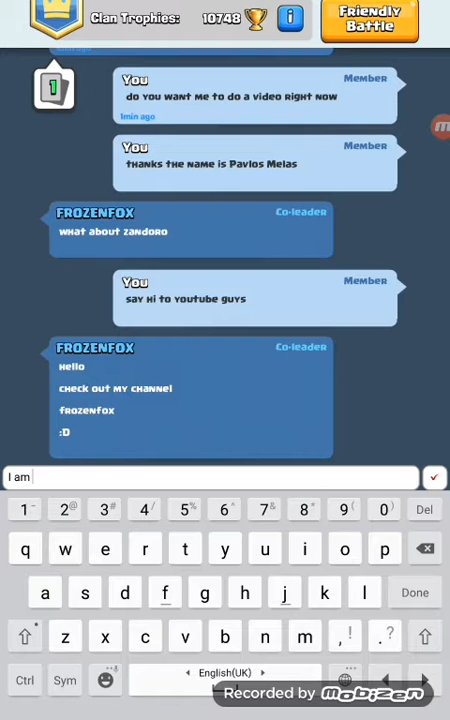 Clan Trophies: 10748
i
Friendly
Battle
1
You Member
do you want me to do a video right now
1min ago
You Member
thanks the name is Pavlos Melas
FROZENFOX Co-leader
what about zandoro
You Member
say hi to youtube guys
FROZENFOX Co-leader
Hello
check out my channel
frozenfox
:D
I am
1 - 2 @ 3 # 4 / 5 % 6 ^ 7 & 8 * 9 ( 0 ) Del
q w e r t y u i o p
a s d f g h j k l Done
z x c v b n m , ! . ?
Ctrl Sym English(UK)
Recorded by mobizen